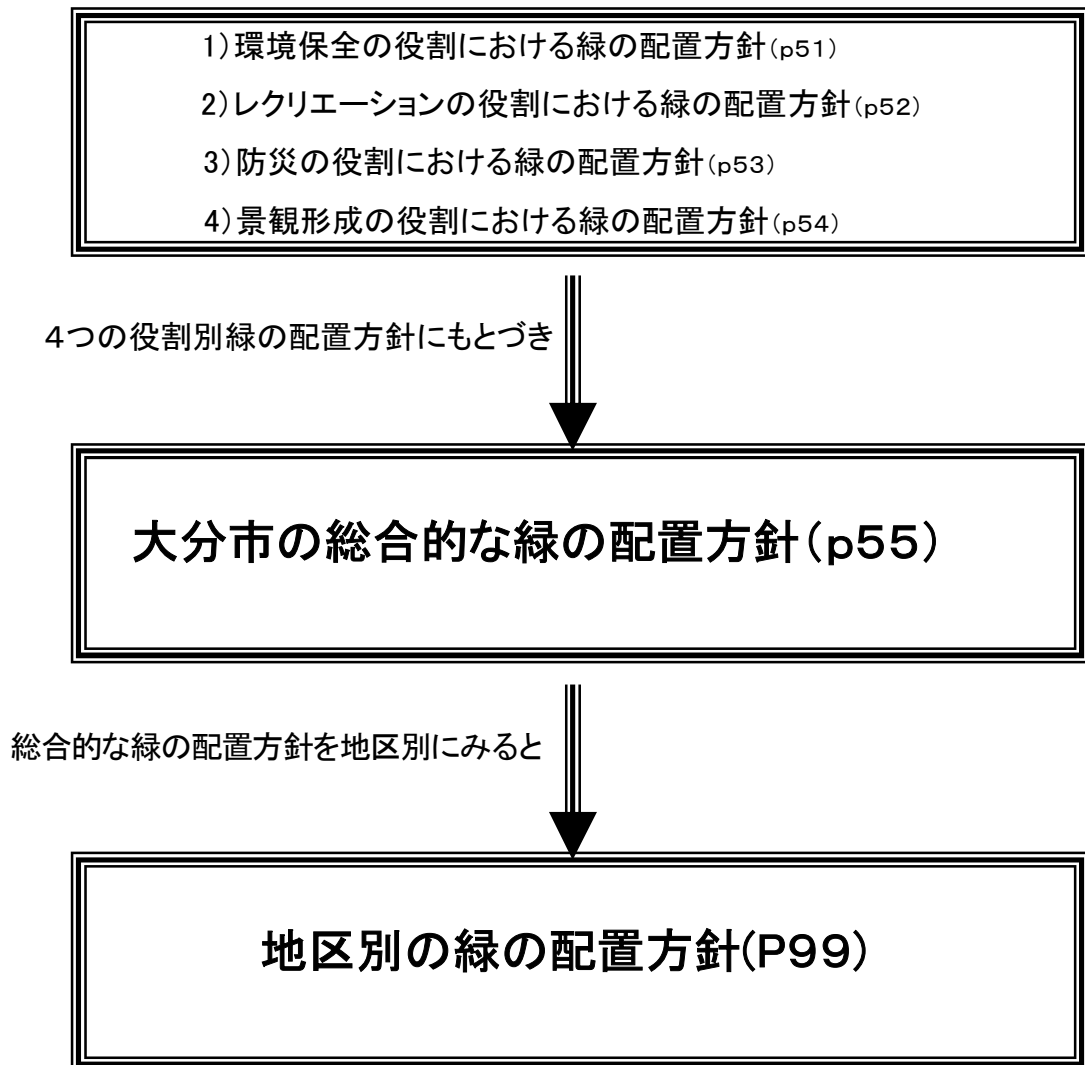 1)環境保全の役割における緑の配置方針(p51)
2)レクリエーションの役割における緑の配置方針(p52)
3)防災の役割における緑の配置方針(p53)
4)景観形成の役割における緑の配置方針(p54)
４つの役割別緑の配置方針にもとづき
大分市の総合的な緑の配置方針(p55)
総合的な緑の配置方針を地区別にみると
地区別の緑の配置方針(P99)